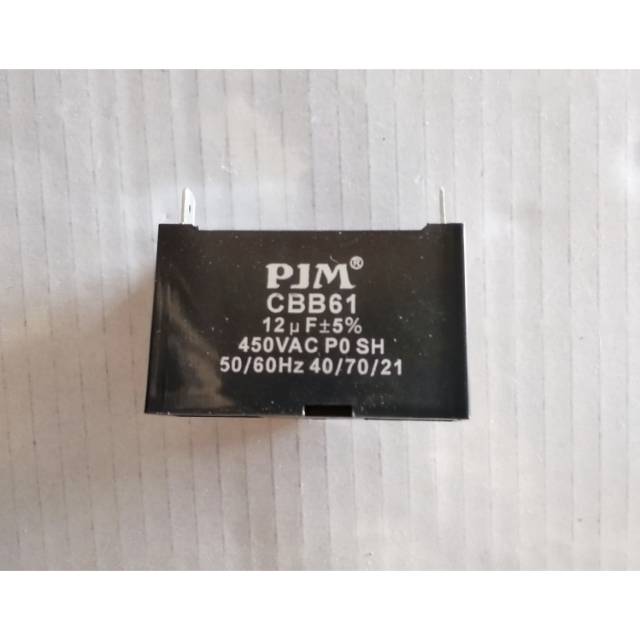 PJM®
CBB61
12μF±5%
450VAC P0 SH
50/60Hz 40/70/21